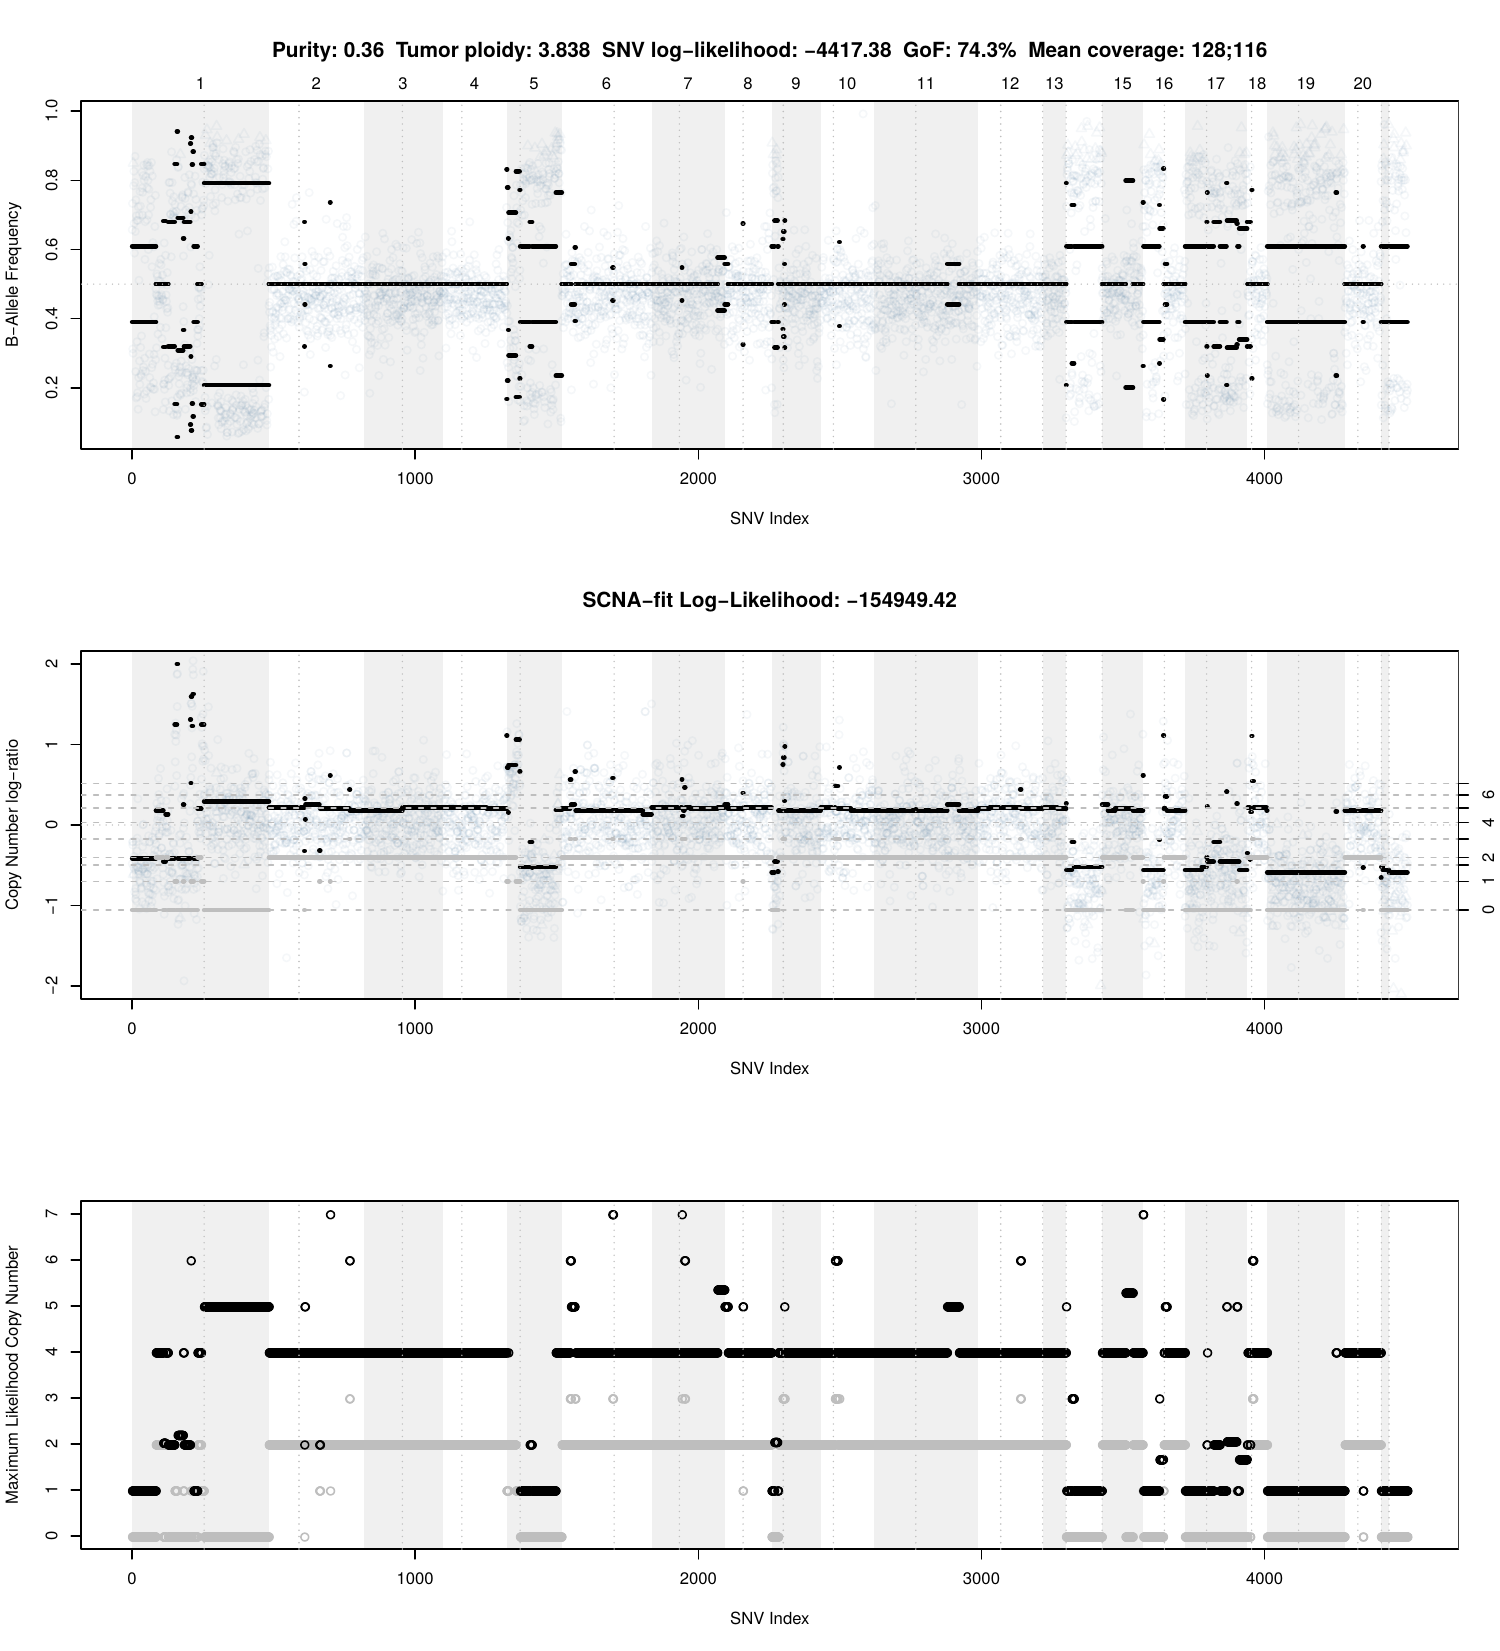 Purity: 0.36 Tumor ploidy: 3.838 SNV log−likelihood: −4417.38 GoF: 74.3% Mean coverage: 128;116
1 2 3 4 5 6 7 8 9 10 11 12 13 15 16 17 18 19 20
B−Allele Frequency
1.0
0.8
0.6
0.4
0.2
0 1000 2000 3000 4000
SNV Index
SCNA−fit Log−Likelihood: −154949.42
Copy Number log−ratio
2
1
0
−1
−2
6
4
2
1
0
0 1000 2000 3000 4000
SNV Index
Maximum Likelihood Copy Number
7
6
5
4
3
2
1
0
0 1000 2000 3000 4000
SNV Index